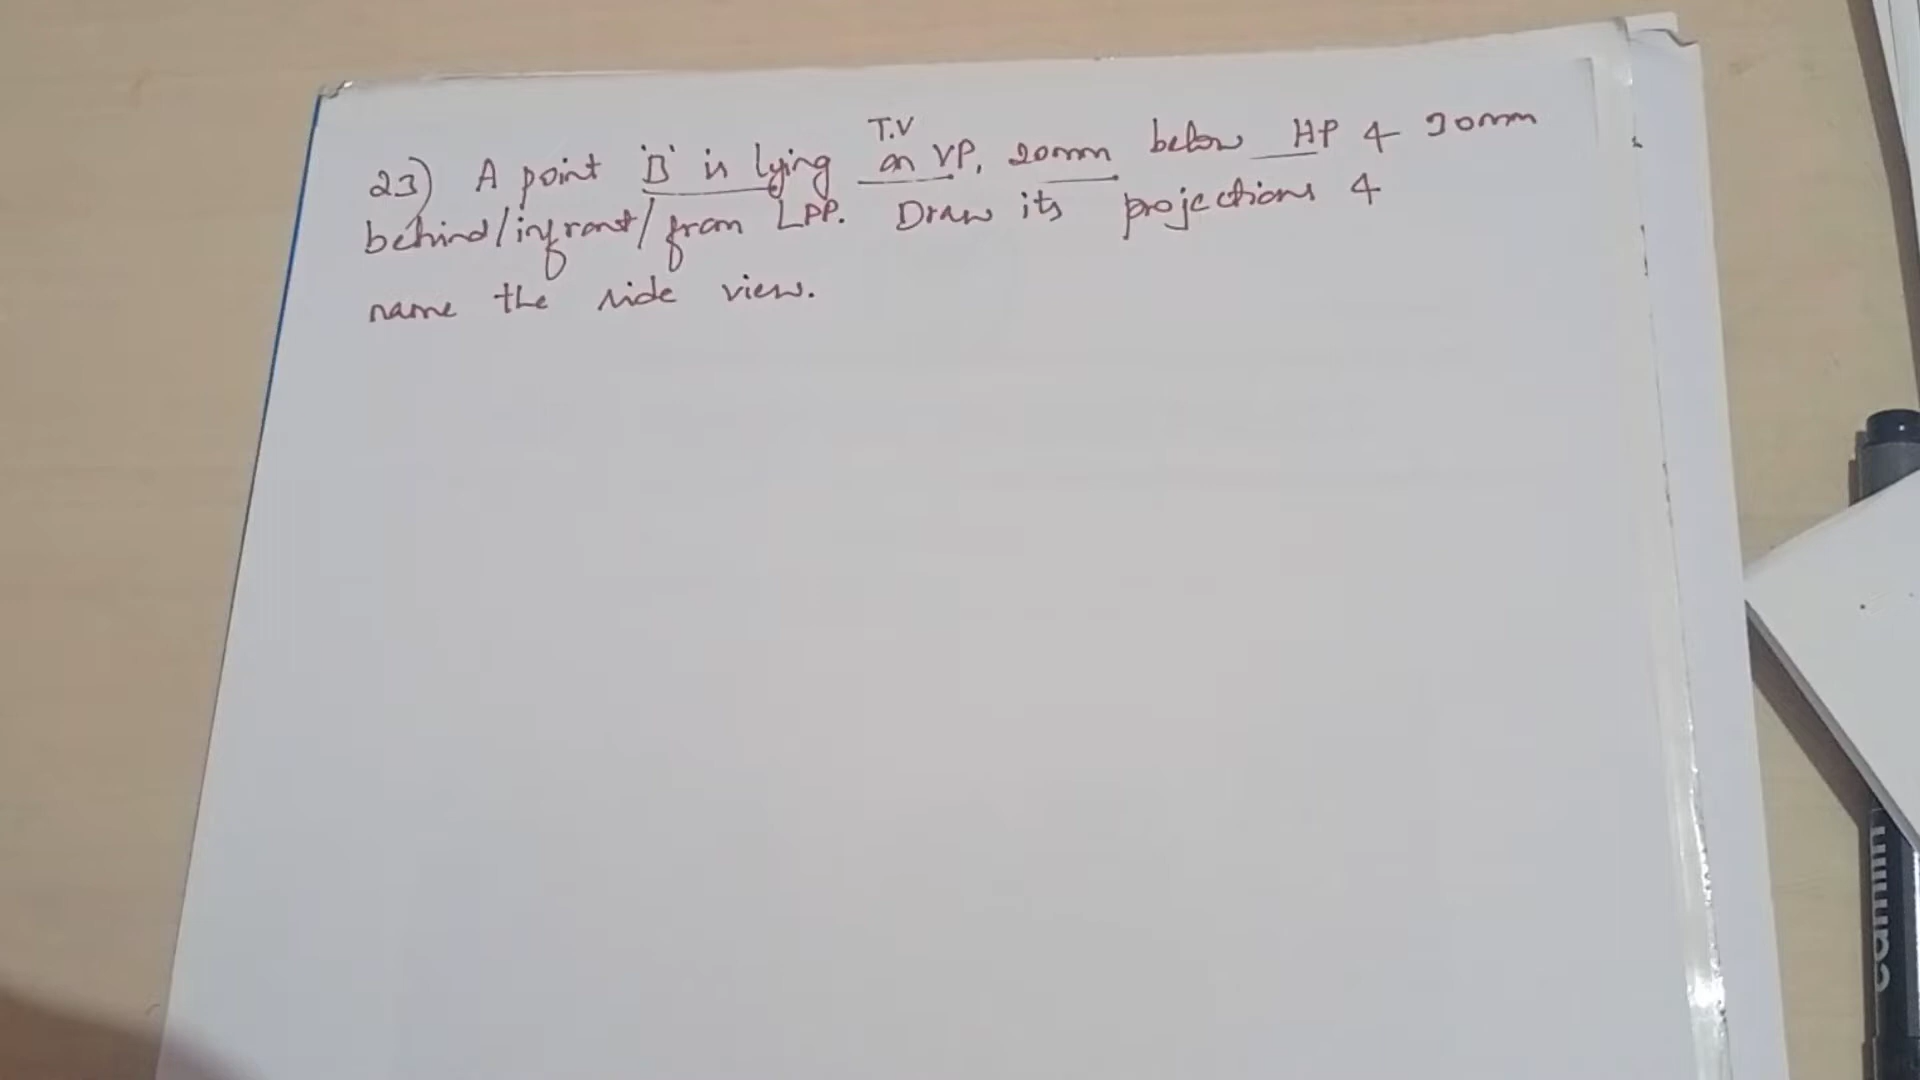 T.V
23) A point 'B' is lying on VP, 20mm below HP & 30mm
behind/infront/from LPP. Draw its projections &
name the side view.
camlin